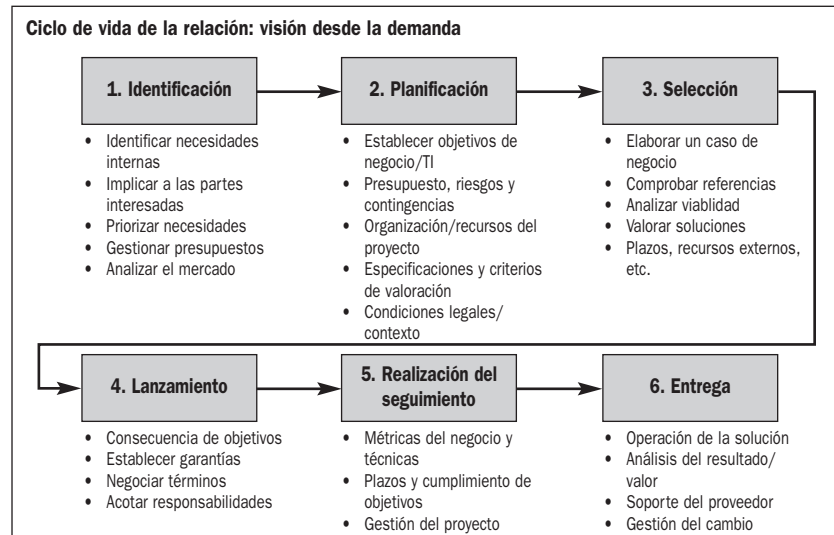 Ciclo de vida de la relación: visión desde la demanda
1. Identificación
• Identificar necesidades
internas
• Implicar a las partes
interesadas
• Priorizar necesidades
• Gestionar presupuestos
• Analizar el mercado
2. Planificación
• Establecer objetivos de
negocio/TI
• Presupuesto, riesgos y
contingencias
• Organización/recursos del
proyecto
• Especificaciones y criterios
de valoración
• Condiciones legales/
contexto
3. Selección
• Elaborar un caso de
negocio
• Comprobar referencias
• Analizar viablidad
• Valorar soluciones
• Plazos, recursos externos,
etc.
4. Lanzamiento
• Consecuencia de objetivos
• Establecer garantías
• Negociar términos
• Acotar responsabilidades
5. Realización del
seguimiento
• Métricas del negocio y
técnicas
• Plazos y cumplimiento de
objetivos
• Gestión del proyecto
6. Entrega
• Operación de la solución
• Análisis del resultado/
valor
• Soporte del proveedor
• Gestión del cambio